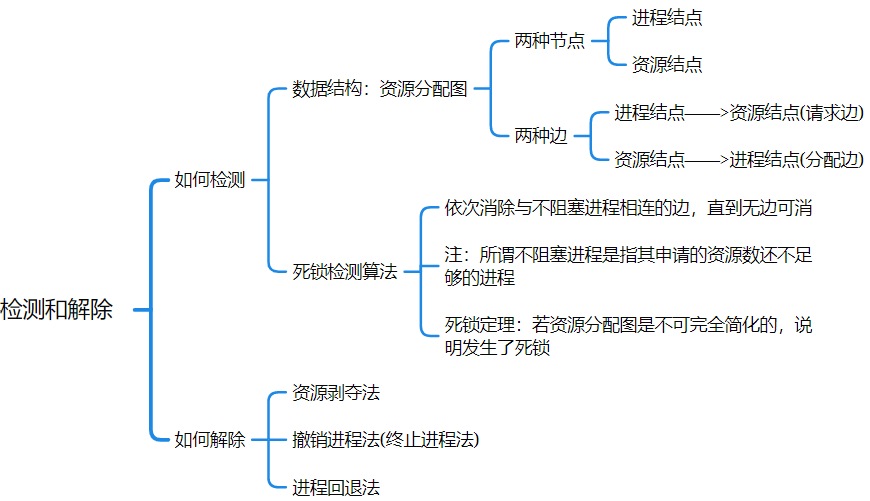 检测和解除
如何检测
数据结构：资源分配图
两种节点
进程结点
资源结点
两种边
进程结点——>资源结点(请求边)
资源结点——>进程结点(分配边)
死锁检测算法
依次消除与不阻塞进程相连的边，直到无边可消
注：所谓不阻塞进程是指其申请的资源数还不足
够的进程
死锁定理：若资源分配图是不可完全简化的，说
明发生了死锁
如何解除
资源剥夺法
撤销进程法(终止进程法)
进程回退法